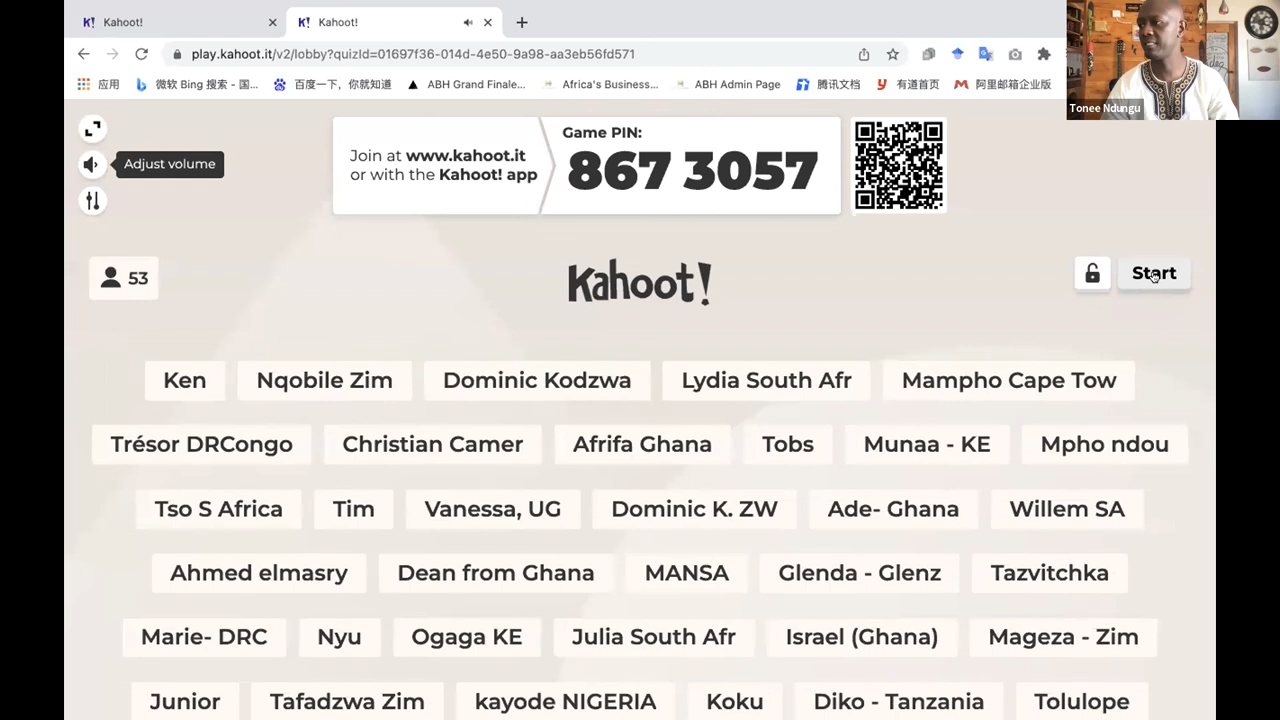 Kahoot!
Kahoot!
play.kahoot.it/v2/lobby?quizId=01697f36-014d-4e50-9a98-aa3eb56fd571
应用 微软 Bing 搜索 - 国... 百度一下，你就知道 ABH Grand Finale... Africa's Business... ABH Admin Page 腾讯文档 有道首页 阿里邮箱企业版
Tonee Ndungu
Adjust volume
Join at www.kahoot.it
or with the Kahoot! app
Game PIN:
867 3057
53
Kahoot!
Start
Ken Nqobile Zim Dominic Kodzwa Lydia South Afr Mampho Cape Tow
Trésor DRCongo Christian Camer Afrifa Ghana Tobs Munaa - KE Mpho ndou
Tso S Africa Tim Vanessa, UG Dominic K. ZW Ade- Ghana Willem SA
Ahmed elmasry Dean from Ghana MANSA Glenda - Glenz Tazvitchka
Marie- DRC Nyu Ogaga KE Julia South Afr Israel (Ghana) Mageza - Zim
Junior Tafadzwa Zim kayode NIGERIA Koku Diko - Tanzania Tolulope